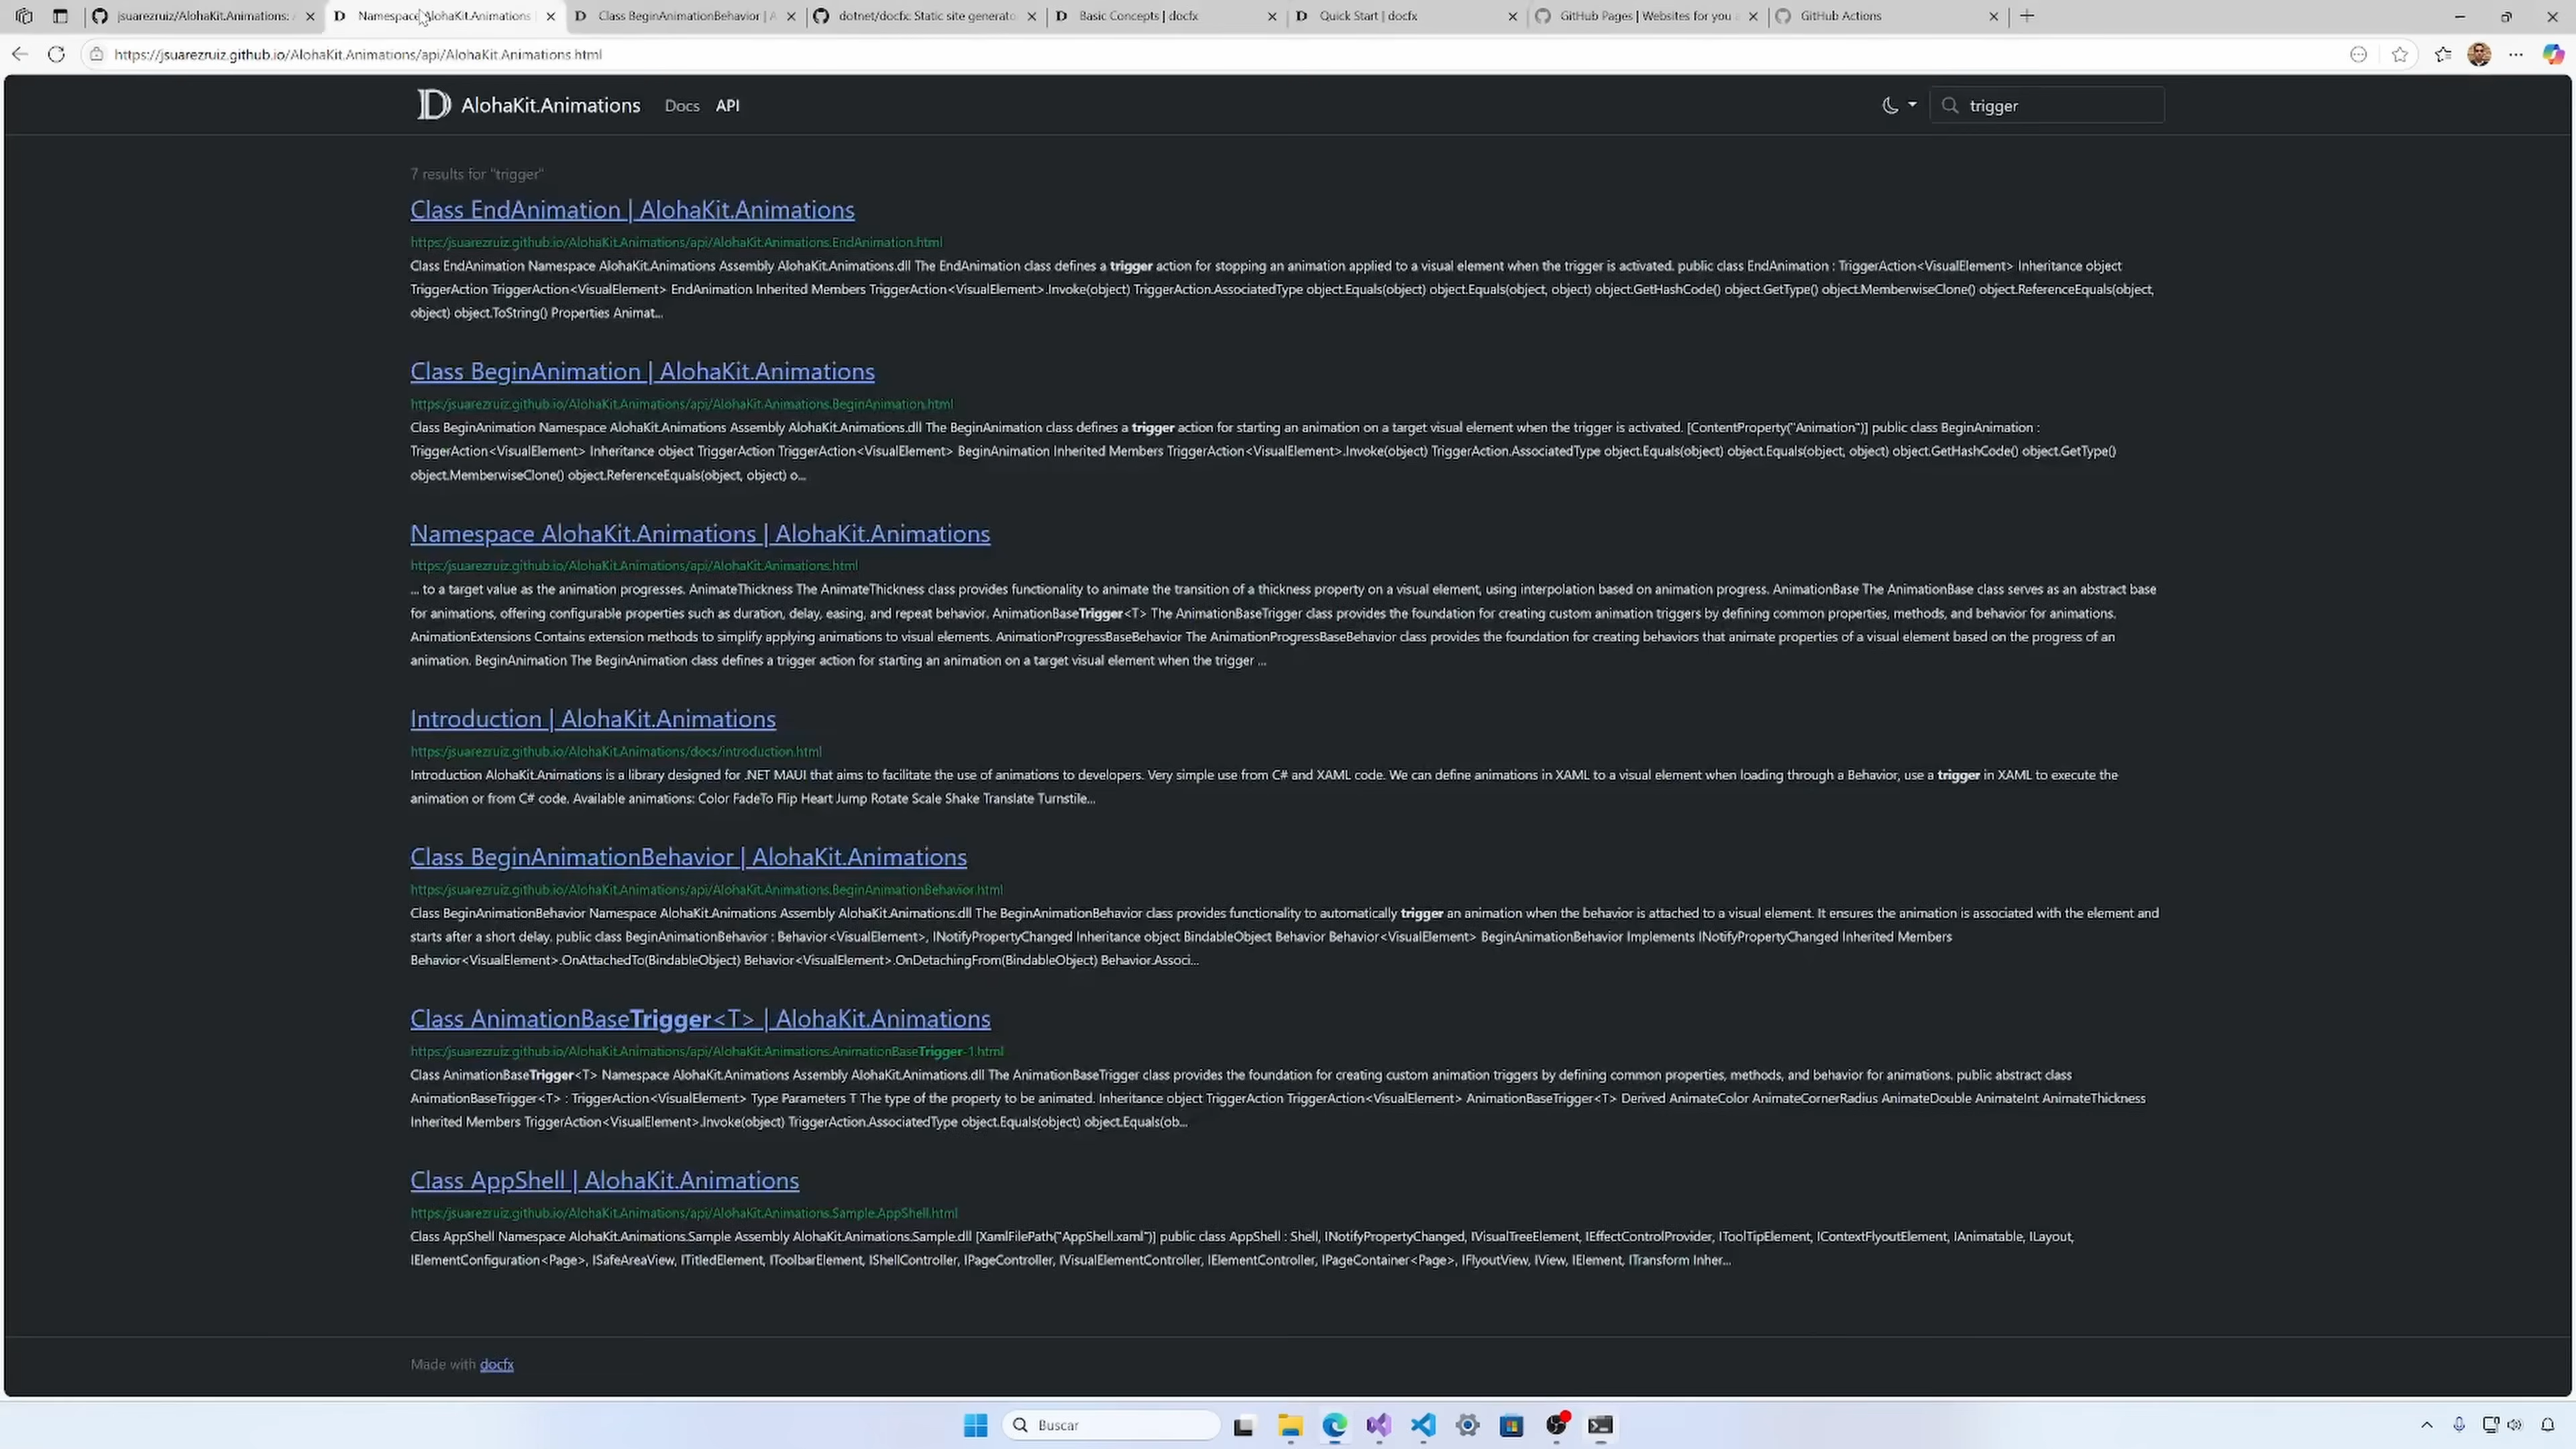 jsuarezruiz/AlohaKit.Animations:
Namespace AlohaKit.Animations
Class BeginAnimationBehavior | A
dotnet/docfx: Static site generato
Basic Concepts | docfx
Quick Start | docfx
GitHub Pages | Websites for you
GitHub Actions
https://jsuarezruiz.github.io/AlohaKit.Animations/api/AlohaKit.Animations.html
AlohaKit.Animations
Docs
API
trigger
7 results for "trigger"
Class EndAnimation | AlohaKit.Animations
https:/jsuarezruiz.github.io/AlohaKit.Animations/api/AlohaKit.Animations.EndAnimation.html
Class EndAnimation Namespace AlohaKit.Animations Assembly AlohaKit.Animations.dll The EndAnimation class defines a trigger action for stopping an animation applied to a visual element when the trigger is activated. public class EndAnimation : TriggerAction<VisualElement> Inheritance object
TriggerAction TriggerAction<VisualElement> EndAnimation Inherited Members TriggerAction<VisualElement>.Invoke(object) TriggerAction.AssociatedType object.Equals(object) object.Equals(object, object) object.GetHashCode() object.GetType() object.MemberwiseClone() object.ReferenceEquals(object,
object) object.ToString() Properties Animat...
Class BeginAnimation | AlohaKit.Animations
https:/jsuarezruiz.github.io/AlohaKit.Animations/api/AlohaKit.Animations.BeginAnimation.html
Class BeginAnimation Namespace AlohaKit.Animations Assembly AlohaKit.Animations.dll The BeginAnimation class defines a trigger action for starting an animation on a target visual element when the trigger is activated. [ContentProperty("Animation")] public class BeginAnimation :
TriggerAction<VisualElement> Inheritance object TriggerAction TriggerAction<VisualElement> BeginAnimation Inherited Members TriggerAction<VisualElement>.Invoke(object) TriggerAction.AssociatedType object.Equals(object) object.Equals(object, object) object.GetHashCode() object.GetType()
object.MemberwiseClone() object.ReferenceEquals(object, object) o...
Namespace AlohaKit.Animations | AlohaKit.Animations
https:/jsuarezruiz.github.io/AlohaKit.Animations/api/AlohaKit.Animations.html
... to a target value as the animation progresses. AnimateThickness The AnimateThickness class provides functionality to animate the transition of a thickness property on a visual element, using interpolation based on animation progress. AnimationBase The AnimationBase class serves as an abstract base
for animations, offering configurable properties such as duration, delay, easing, and repeat behavior. AnimationBaseTrigger<T> The AnimationBaseTrigger class provides the foundation for creating custom animation triggers by defining common properties, methods, and behavior for animations.
AnimationExtensions Contains extension methods to simplify applying animations to visual elements. AnimationProgressBaseBehavior The AnimationProgressBaseBehavior class provides the foundation for creating behaviors that animate properties of a visual element based on the progress of an
animation. BeginAnimation The BeginAnimation class defines a trigger action for starting an animation on a target visual element when the trigger ...
Introduction | AlohaKit.Animations
https:/jsuarezruiz.github.io/AlohaKit.Animations/docs/introduction.html
Introduction AlohaKit.Animations is a library designed for .NET MAUI that aims to facilitate the use of animations to developers. Very simple use from C# and XAML code. We can define animations in XAML to a visual element when loading through a Behavior, use a trigger in XAML to execute the
animation or from C# code. Available animations: Color FadeTo Flip Heart Jump Rotate Scale Shake Translate Turnstile...
Class BeginAnimationBehavior | AlohaKit.Animations
https:/jsuarezruiz.github.io/AlohaKit.Animations/api/AlohaKit.Animations.BeginAnimationBehavior.html
Class BeginAnimationBehavior Namespace AlohaKit.Animations Assembly AlohaKit.Animations.dll The BeginAnimationBehavior class provides functionality to automatically trigger an animation when the behavior is attached to a visual element. It ensures the animation is associated with the element and
starts after a short delay. public class BeginAnimationBehavior : Behavior<VisualElement>, INotifyPropertyChanged Inheritance object BindableObject Behavior Behavior<VisualElement> BeginAnimationBehavior Implements INotifyPropertyChanged Inherited Members
Behavior<VisualElement>.OnAttachedTo(BindableObject) Behavior<VisualElement>.OnDetachingFrom(BindableObject) Behavior.Associ...
Class AnimationBaseTrigger<T> | AlohaKit.Animations
https:/jsuarezruiz.github.io/AlohaKit.Animations/api/AlohaKit.Animations.AnimationBaseTrigger-1.html
Class AnimationBaseTrigger<T> Namespace AlohaKit.Animations Assembly AlohaKit.Animations.dll The AnimationBaseTrigger class provides the foundation for creating custom animation triggers by defining common properties, methods, and behavior for animations. public abstract class
AnimationBaseTrigger<T> : TriggerAction<VisualElement> Type Parameters T The type of the property to be animated. Inheritance object TriggerAction TriggerAction<VisualElement> AnimationBaseTrigger<T> Derived AnimateColor AnimateCornerRadius AnimateDouble AnimateInt AnimateThickness
Inherited Members TriggerAction<VisualElement>.Invoke(object) TriggerAction.AssociatedType object.Equals(object) object.Equals(ob...
Class AppShell | AlohaKit.Animations
https:/jsuarezruiz.github.io/AlohaKit.Animations/api/AlohaKit.Animations.Sample.AppShell.html
Class AppShell Namespace AlohaKit.Animations.Sample Assembly AlohaKit.Animations.Sample.dll [XamlFilePath("AppShell.xaml")] public class AppShell : Shell, INotifyPropertyChanged, IVisualTreeElement, IEffectControlProvider, IToolTipElement, IContextFlyoutElement, IAnimatable, ILayout,
IElementConfiguration<Page>, ISafeAreaView, ITitledElement, IToolbarElement, IShellController, IPageController, IVisualElementController, IElementController, IPageContainer<Page>, IFlyoutView, IView, IElement, ITransform Inher...
Made with docfx
Buscar